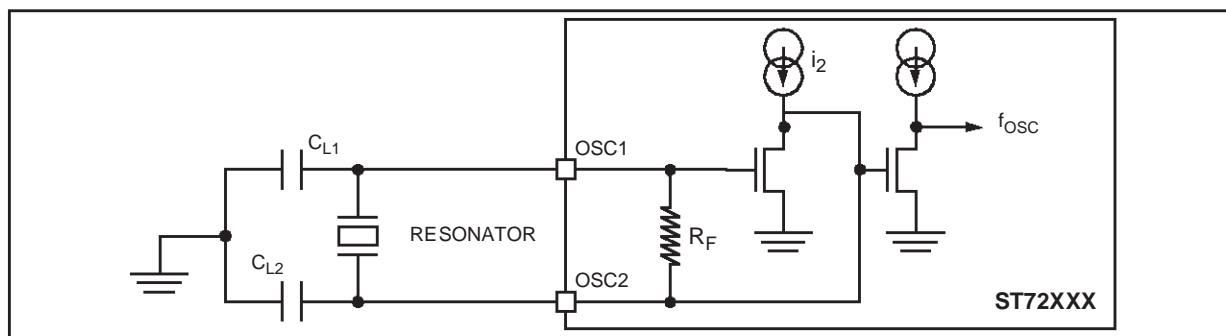 i2
fOSC
CL1
OSC1
RESONATOR
RF
CL2
OSC2
ST72XXX